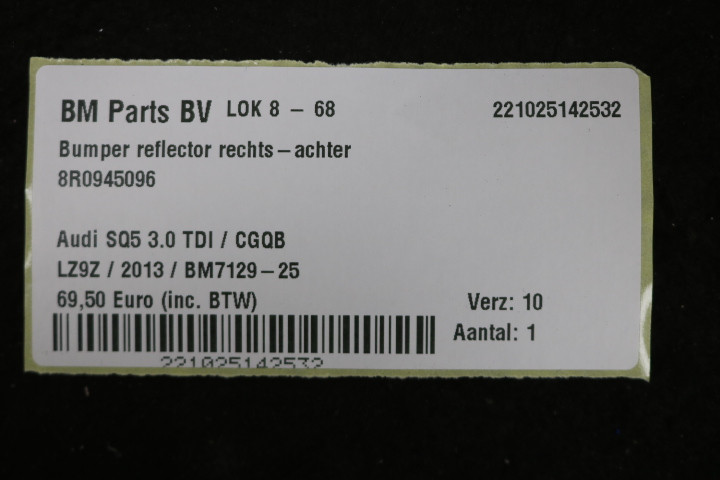 BM Parts BV LOK 8 – 68 221025142532
Bumper reflector rechts – achter
8R0945096
Audi SQ5 3.0 TDI / CGQB
LZ9Z / 2013 / BM7129 – 25
69,50 Euro (inc. BTW) Verz: 10
Aantal: 1
221025142532